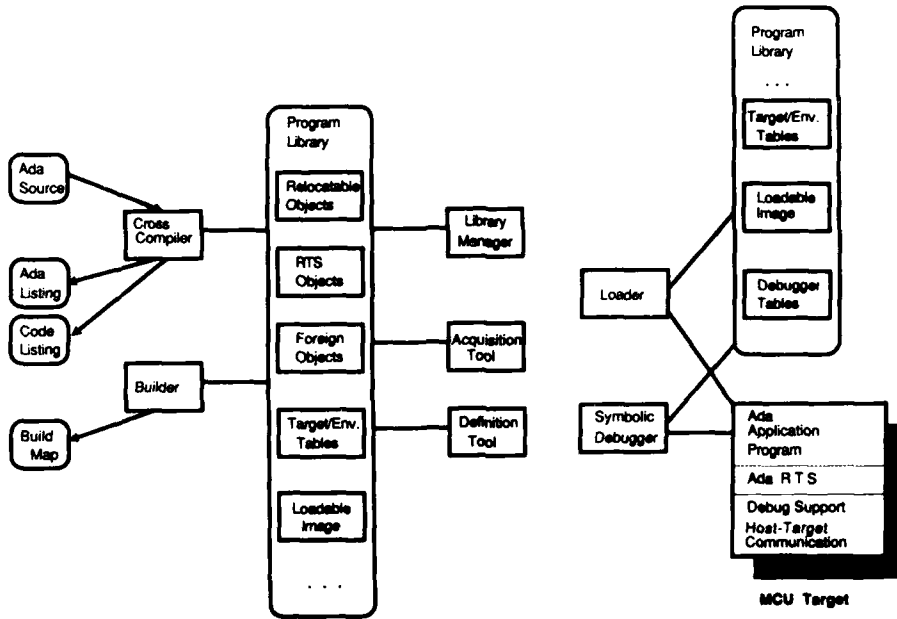 Ada
Source
Cross
Compiler
Ada
Listing
Code
Listing
Builder
Build
Map
Program
Library
Relocatable
Objects
RTS
Objects
Foreign
Objects
Target/Env.
Tables
Loadable
Image
. . .
Library
Manager
Acquisition
Tool
Definition
Tool
Program
Library
. . .
Target/Env.
Tables
Loadable
Image
Debugger
Tables
Loader
Symbolic
Debugger
Ada
Application
Program
Ada R T S
Debug Support
Host-Target
Communication
MCU Target